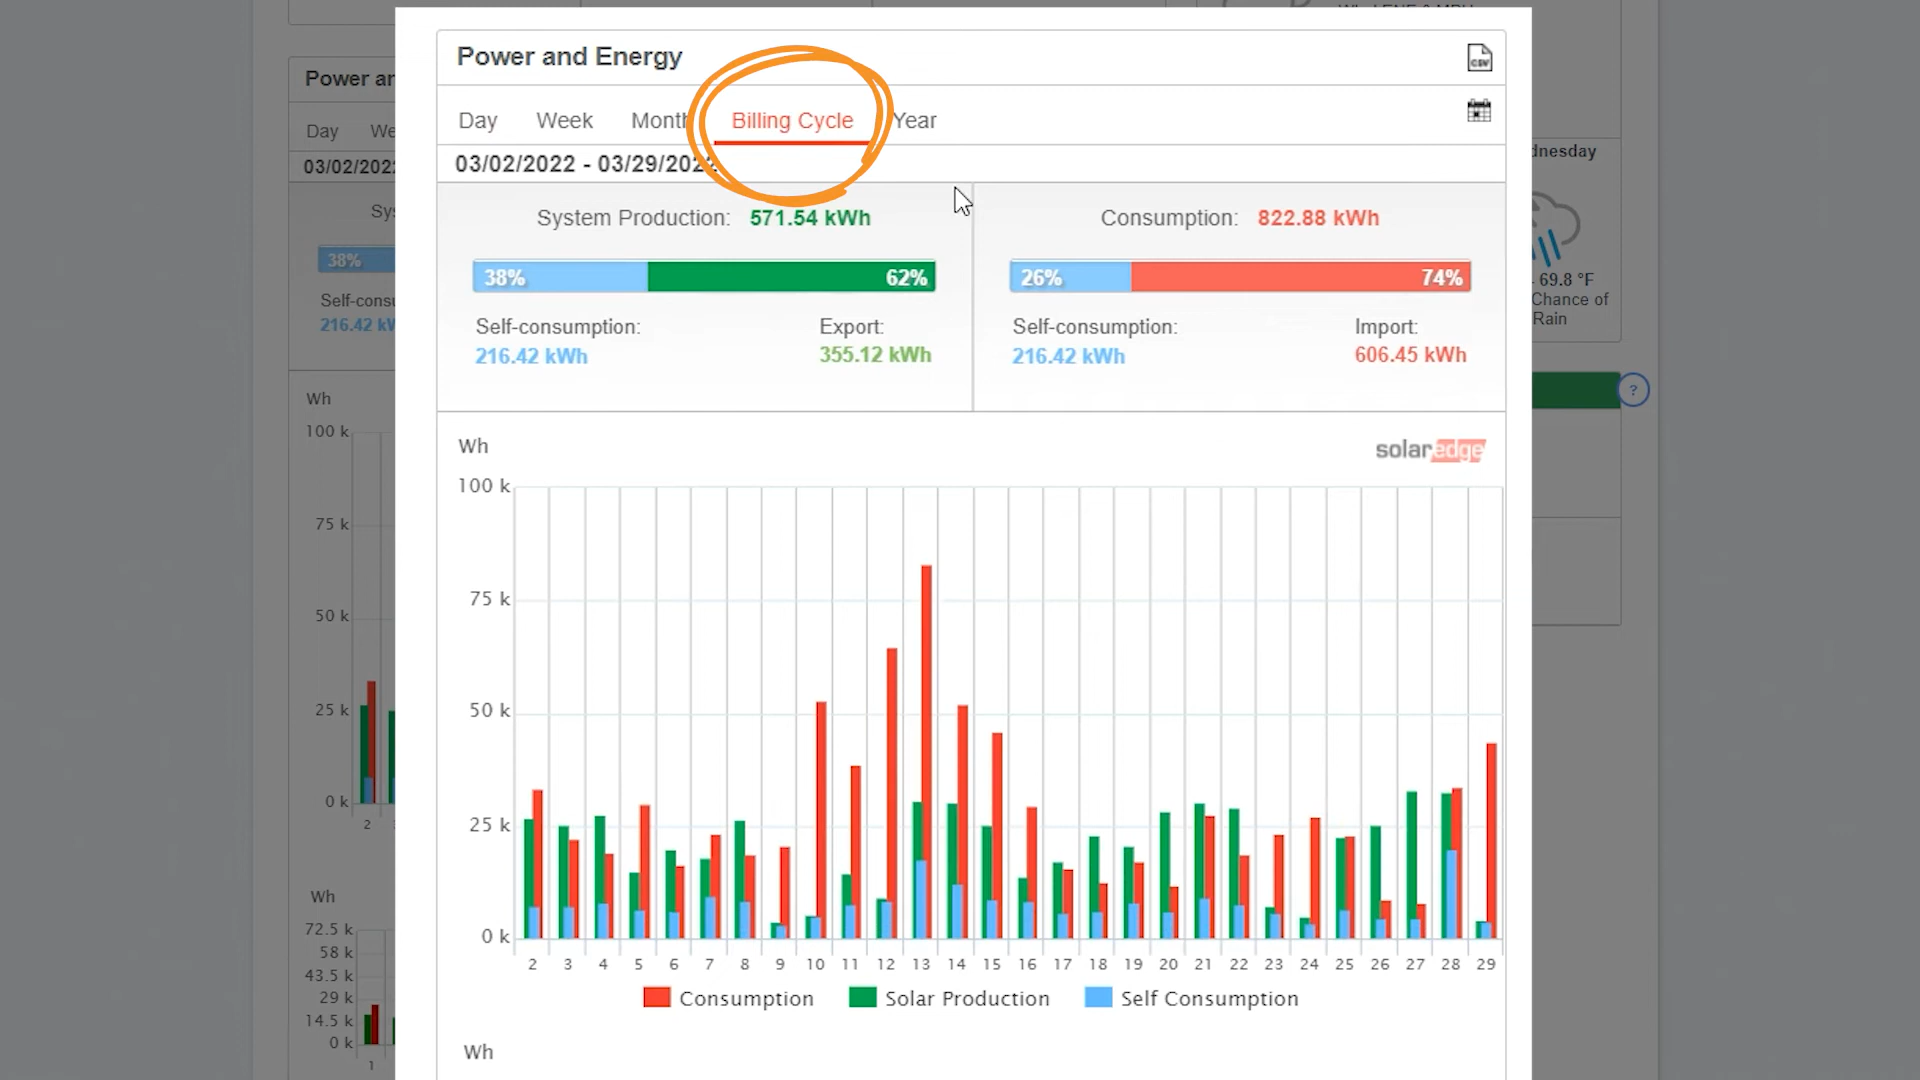 Power and Energy
CSV
Day Week Month Billing Cycle Year
03/02/2022 - 03/29/2022
System Production: 571.54 kWh
Consumption: 822.88 kWh
38% 62%
26% 74%
Self-consumption: Export:
216.42 kWh 355.12 kWh
Self-consumption: Import:
216.42 kWh 606.45 kWh
Wh
solaredge
100 k
75 k
50 k
25 k
0 k
2 3 4 5 6 7 8 9 10 11 12 13 14 15 16 17 18 19 20 21 22 23 24 25 26 27 28 29
Consumption Solar Production Self Consumption
Wh
Power ar
Day We
03/02/2022
Sy
38%
Self-consu
216.42 kW
Wh
100 k
75 k
50 k
25 k
0 k
2
Wh
72.5 k
58 k
43.5 k
29 k
14.5 k
0 k
1
dnesday
- 69.8 °F
Chance of
Rain
?